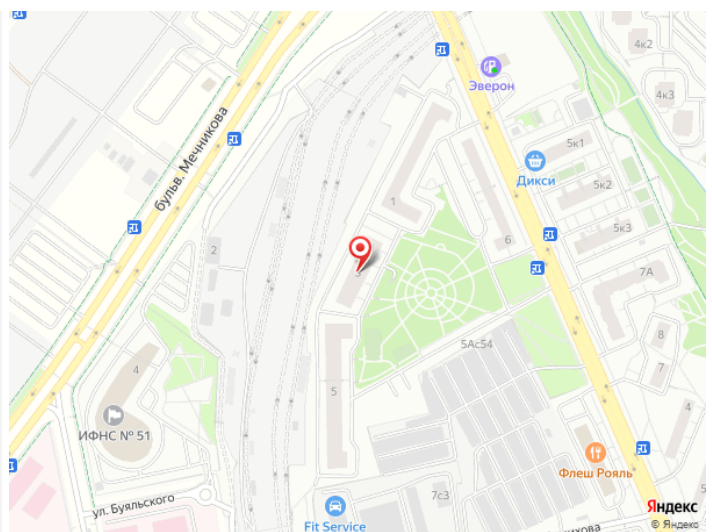 4к2
4к3
Эверон
бульв. Мечникова
5к1
Дикси
5к2
1
5к3
6
2
3
7А
5Ас54
8
7
4
5
4
ИФНС № 51
Флеш Рояль
ул. Буяльского
7с3
Fit Service
Яндекс
© Яндекс